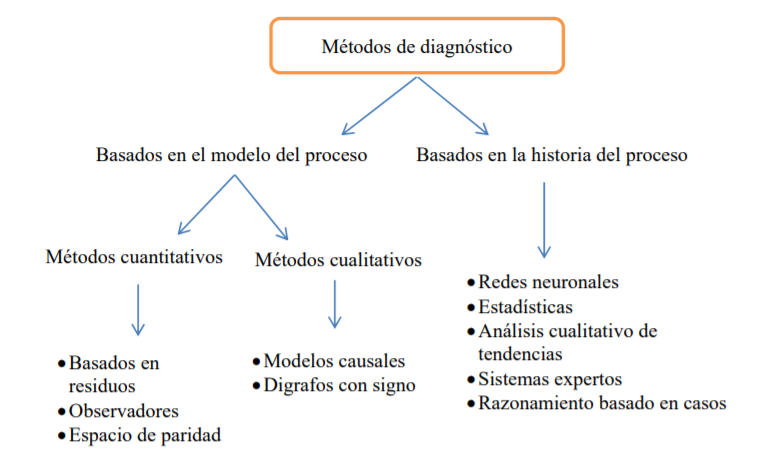 Métodos de diagnóstico
Basados en el modelo del proceso
Basados en la historia del proceso
Métodos cuantitativos
Métodos cualitativos
•Basados en
residuos
•Observadores
•Espacio de paridad
•Modelos causales
•Digrafos con signo
•Redes neuronales
•Estadísticas
•Análisis cualitativo de
tendencias
•Sistemas expertos
•Razonamiento basado en casos